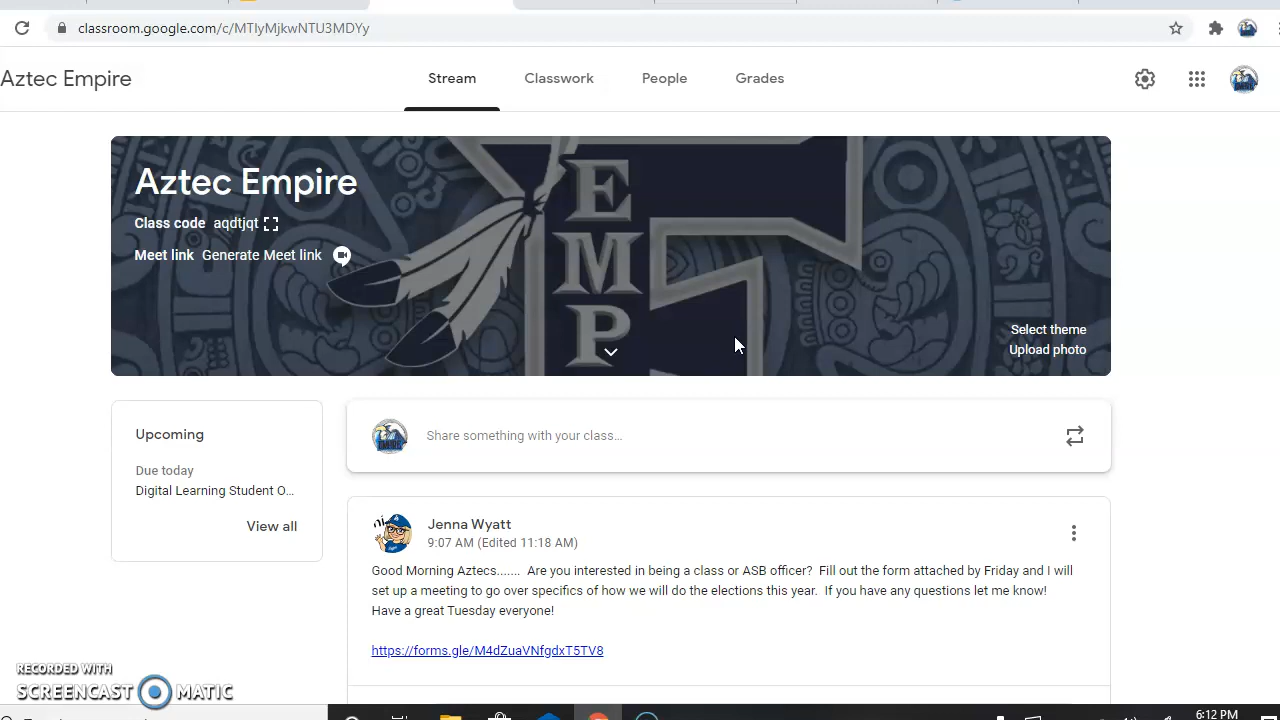 classroom.google.com/c/MTIyMjkwNTU3MDYy
Aztec Empire
Stream
Classwork
People
Grades
Aztec Empire
Class code aqdtjqt
Meet link Generate Meet link
EMP
Select theme
Upload photo
Upcoming
Due today
Digital Learning Student O...
View all
Share something with your class...
Jenna Wyatt
9:07 AM (Edited 11:18 AM)
Good Morning Aztecs....... Are you interested in being a class or ASB officer? Fill out the form attached by Friday and I will
set up a meeting to go over specifics of how we will do the elections this year. If you have any questions let me know!
Have a great Tuesday everyone!
https://forms.gle/M4dZuaVNfgdxT5TV8
RECORDED WITH
SCREENCAST MATIC
6:12 PM